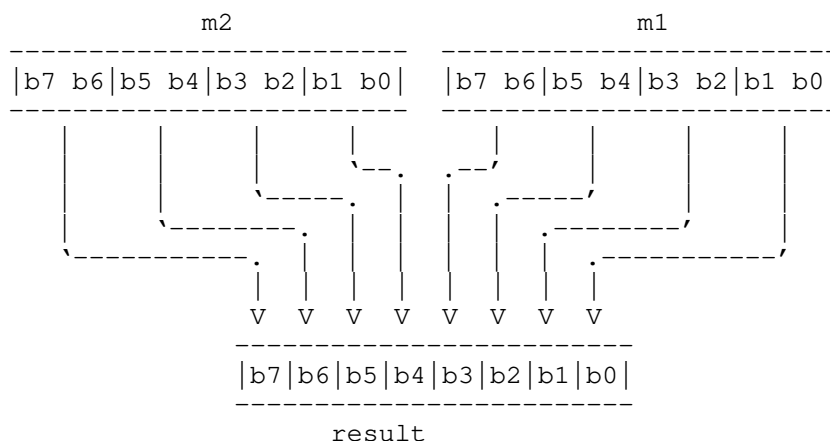 m2 m1
|b7 b6|b5 b4|b3 b2|b1 b0| |b7 b6|b5 b4|b3 b2|b1 b0
V V V V V V V V
|b7|b6|b5|b4|b3|b2|b1|b0|
result